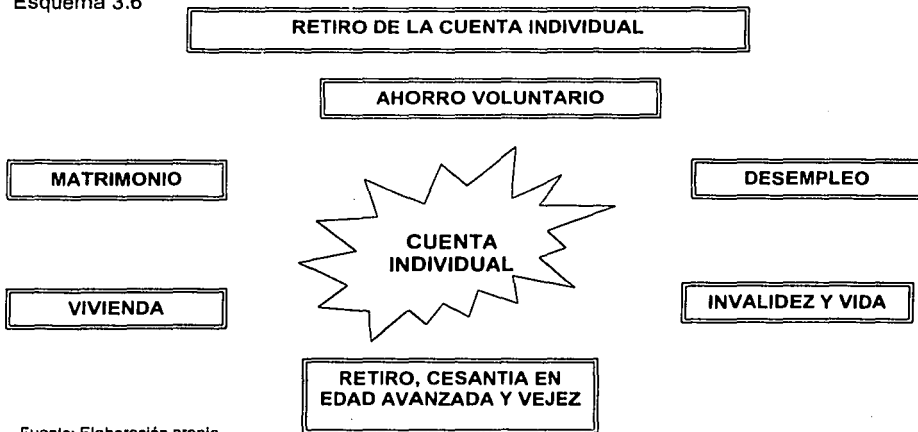 Esquema 3.6
RETIRO DE LA CUENTA INDIVIDUAL
AHORRO VOLUNTARIO
MATRIMONIO
DESEMPLEO
CUENTA
INDIVIDUAL
VIVIENDA
INVALIDEZ Y VIDA
RETIRO, CESANTIA EN
EDAD AVANZADA Y VEJEZ
Fuente: Elaboración propia